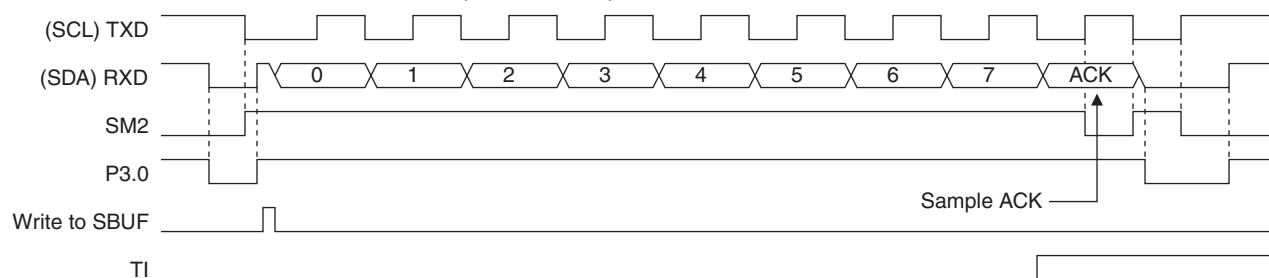 (SCL) TXD
(SDA) RXD
0 1 2 3 4 5 6 7 ACK
SM2
P3.0
Sample ACK
Write to SBUF
TI